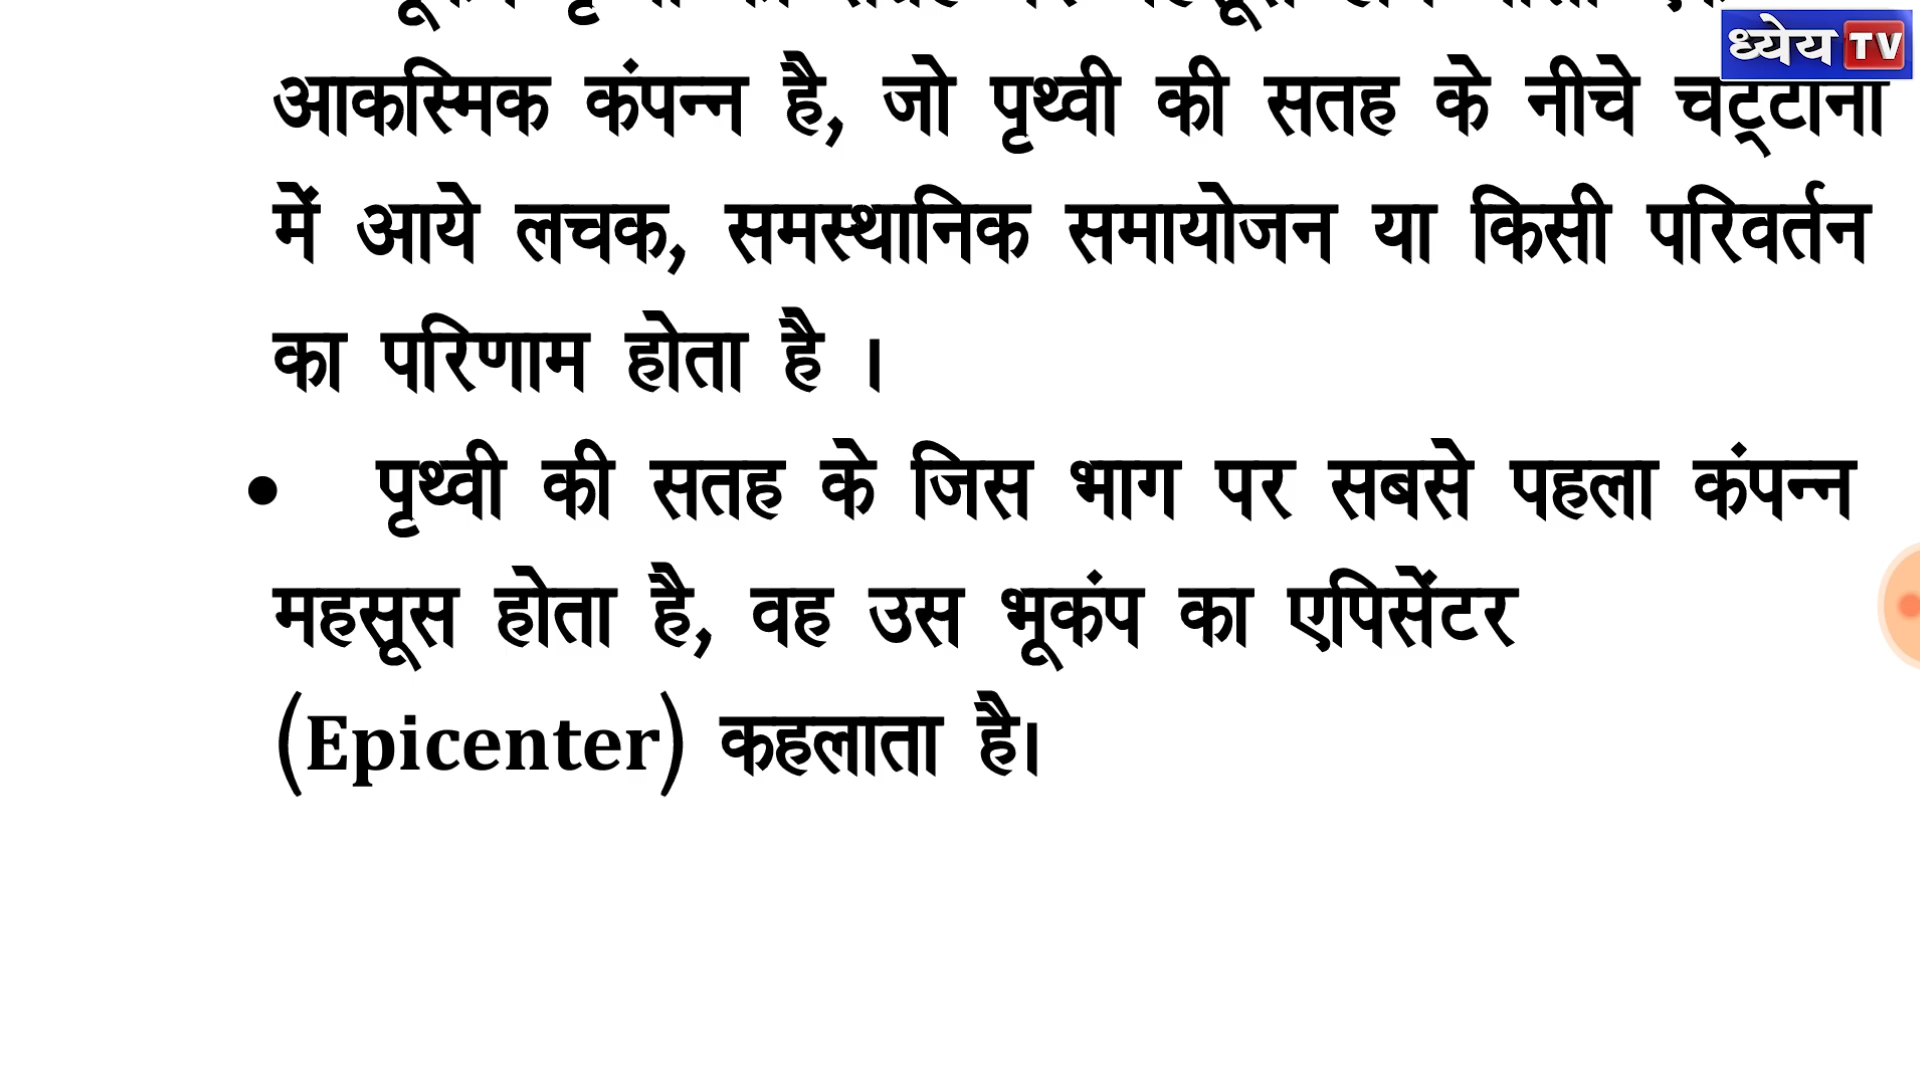 ध्येय TV
आकस्मिक कंपन्न है, जो पृथ्वी की सतह के नीचे
में आये लचक, समस्थानिक समायोजन या किसी परिवर्तन
का परिणाम होता है ।
• पृथ्वी की सतह के जिस भाग पर सबसे पहला कंपन्न
महसूस होता है, वह उस भूकंप का एपिसेंटर
(Epicenter) कहलाता है।